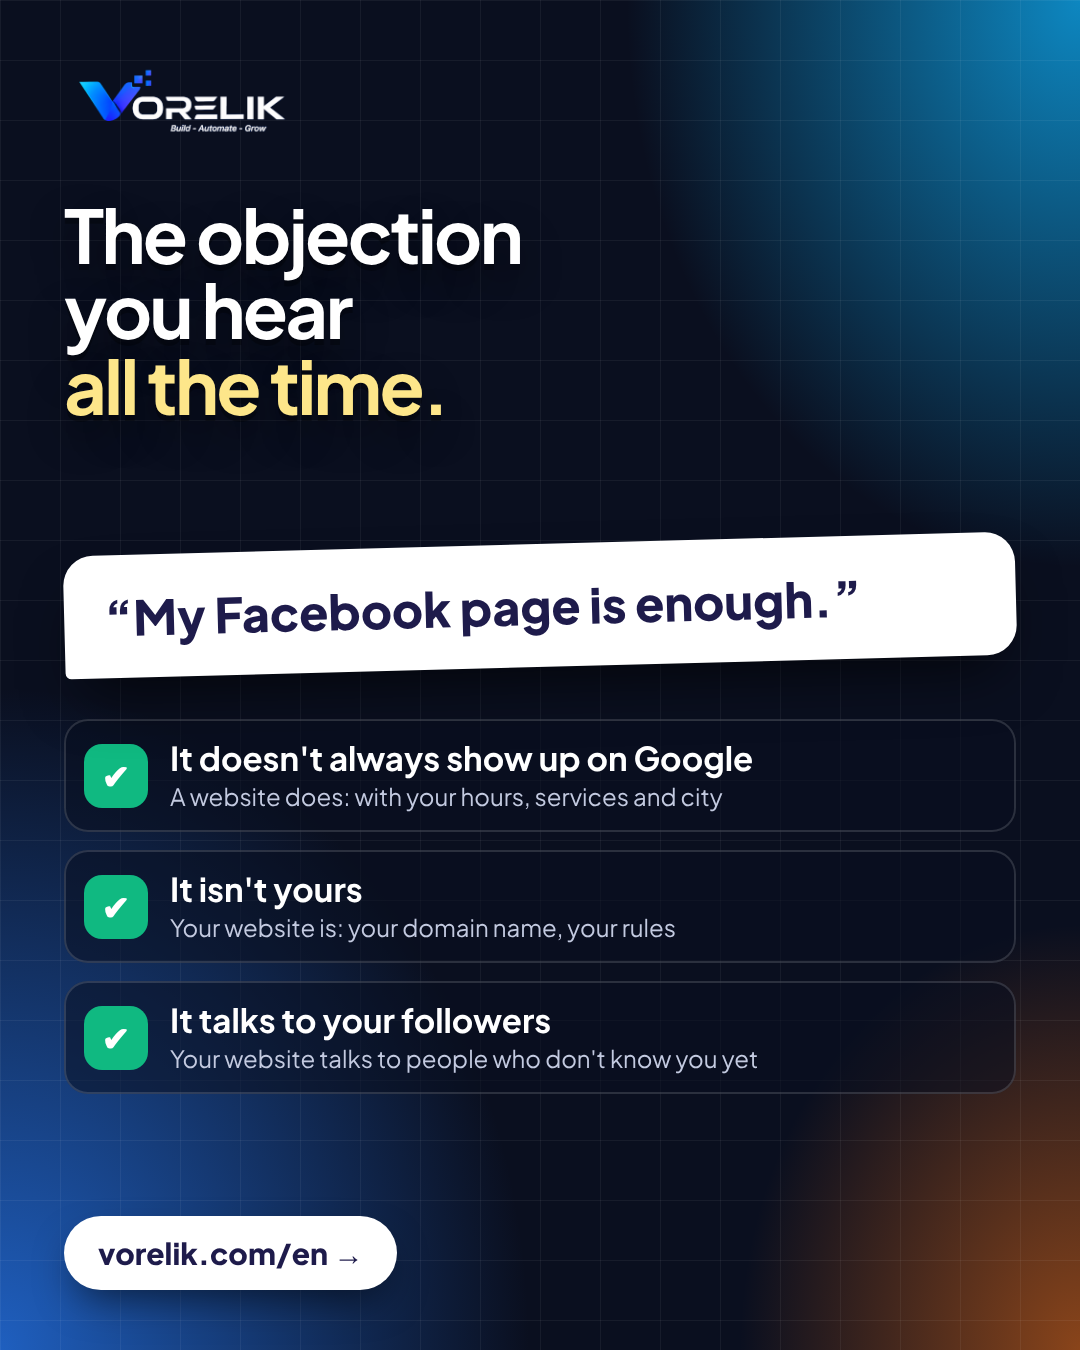 VORELIK
Build - Automate - Grow
The objection
you hear
all the time.
“My Facebook page is enough.”
✔ It doesn't always show up on Google
A website does: with your hours, services and city
✔ It isn't yours
Your website is: your domain name, your rules
✔ It talks to your followers
Your website talks to people who don't know you yet
vorelik.com/en →